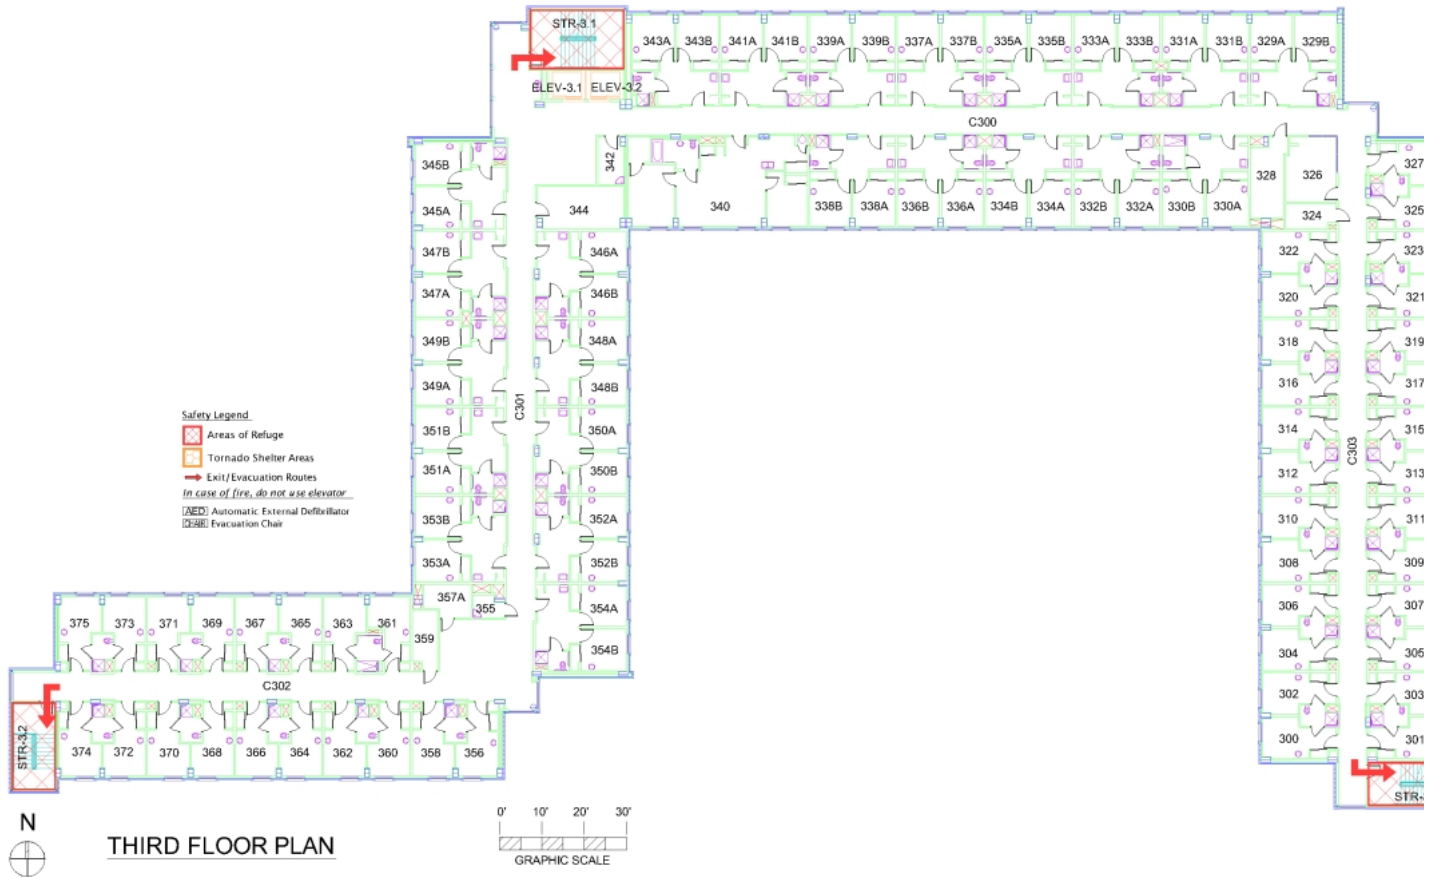 STR-3.1
ELEV-3.1 ELEV-3.2
343A 343B 341A 341B 339A 339B 337A 337B 335A 335B 333A 333B 331A 331B 329A 329B
C300
342
344
340
338B 338A 336B 336A 334B 334A 332B 332A 330B 330A
328
326
324
327
325
323
321
319
317
315
313
311
309
307
305
303
301
322
320
318
316
314
312
310
308
306
304
302
300
C303
STR-
345B
345A
347B
347A
349B
349A
351B
351A
353B
353A
357A
355
359
C301
346A
346B
348A
348B
350A
350B
352A
352B
354A
354B
Safety Legend
Areas of Refuge
Tornado Shelter Areas
Exit/Evacuation Routes
In case of fire, do not use elevator
AED Automatic External Defibrillator
CHAIR Evacuation Chair
375 373 371 369 367 365 363 361
C302
STR-3.2
374 372 370 368 366 364 362 360 358 356
N
THIRD FLOOR PLAN
0' 10' 20' 30'
GRAPHIC SCALE